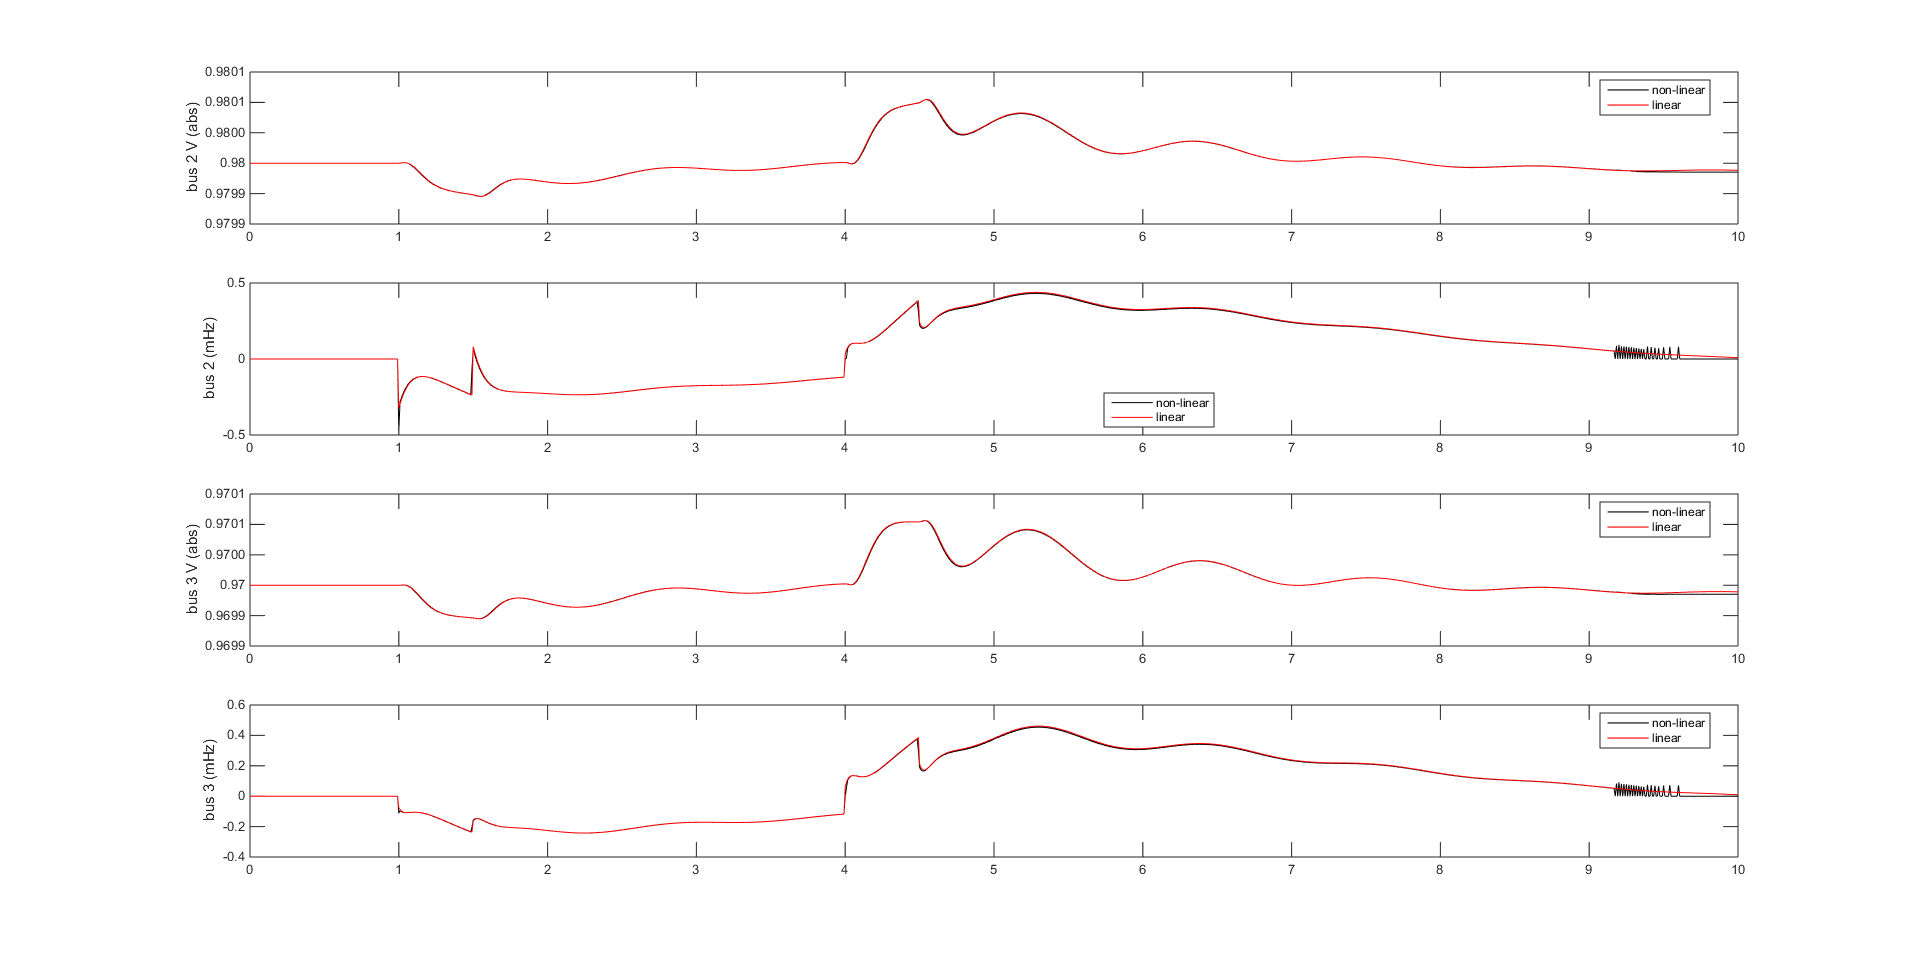 bus 2 V (abs)
0.9801
0.9801
0.9800
0.98
0.9799
0.9799
non-linear
linear
0 1 2 3 4 5 6 7 8 9 10
bus 2 (mHz)
0.5
0
-0.5
non-linear
linear
0 1 2 3 4 5 6 7 8 9 10
bus 3 V (abs)
0.9701
0.9701
0.9700
0.97
0.9699
0.9699
non-linear
linear
0 1 2 3 4 5 6 7 8 9 10
bus 3 (mHz)
0.6
0.4
0.2
0
-0.2
-0.4
non-linear
linear
0 1 2 3 4 5 6 7 8 9 10